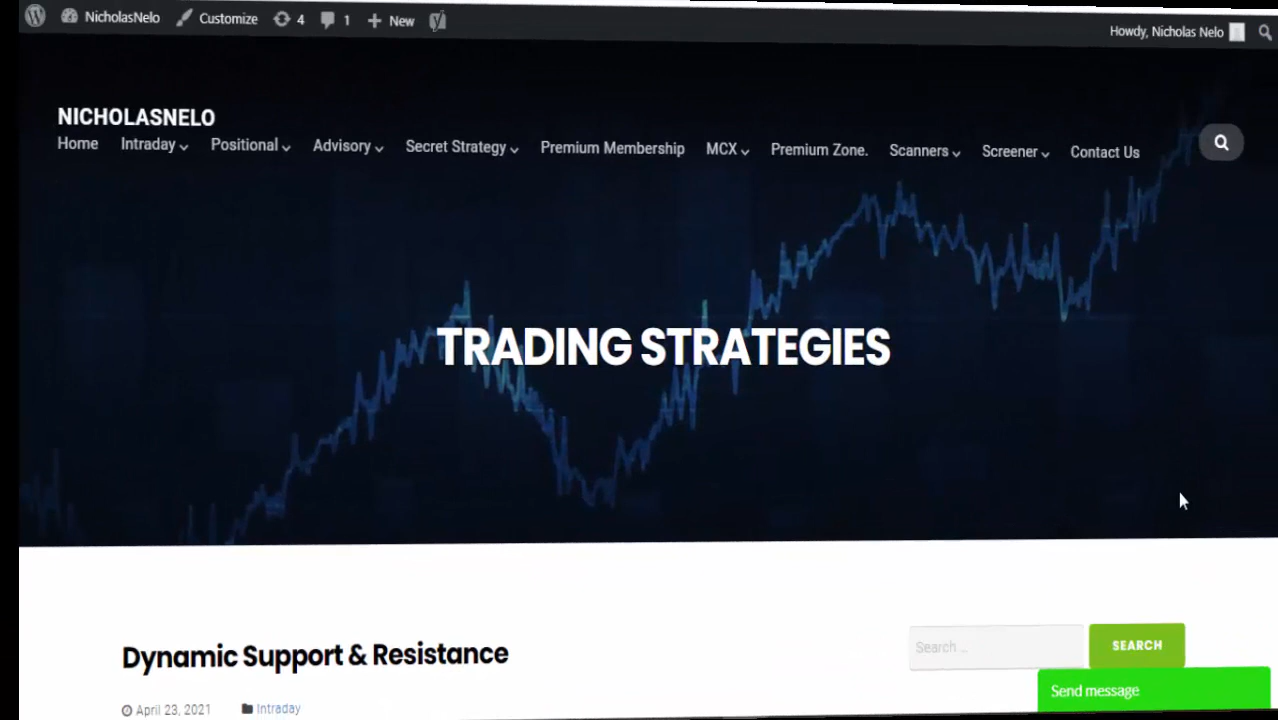 NicholasNelo Customize 4 1 New Howdy, Nicholas Nelo
NICHOLASNELO
Home Intraday Positional Advisory Secret Strategy Premium Membership MCX Premium Zone. Scanners Screener Contact Us
TRADING STRATEGIES
Dynamic Support & Resistance
Search ... SEARCH
Send message
April 23, 2021 Intraday